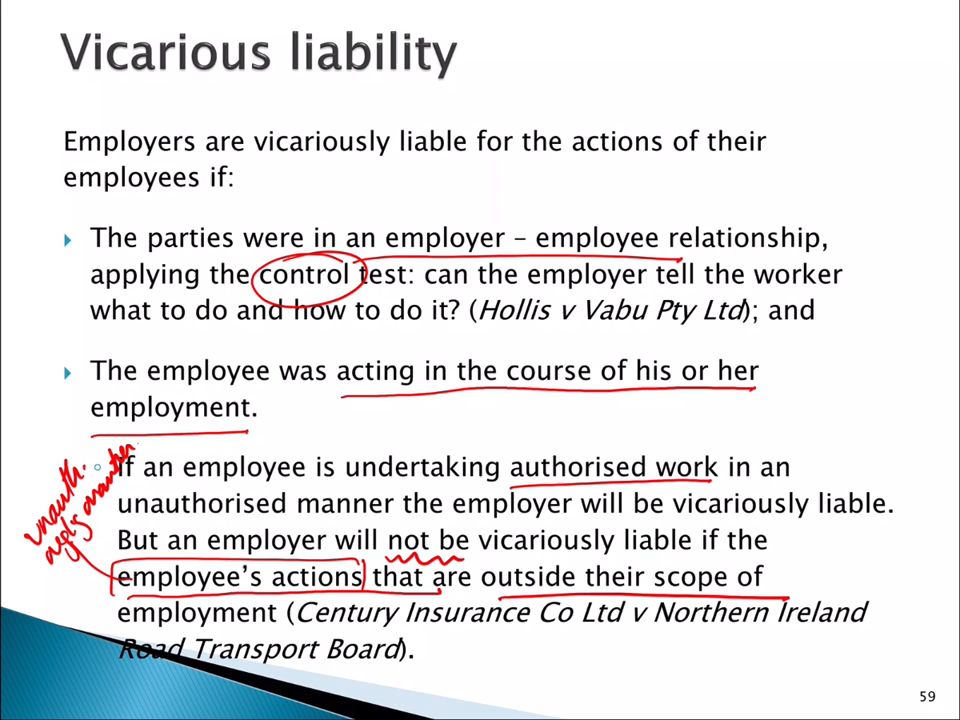 Vicarious liability
Employers are vicariously liable for the actions of their
employees if:
The parties were in an employer – employee relationship,
applying the control test: can the employer tell the worker
what to do and how to do it? (Hollis v Vabu Pty Ltd); and
The employee was acting in the course of his or her
employment.
If an employee is undertaking authorised work in an
unauthorised manner the employer will be vicariously liable.
But an employer will not be vicariously liable if the
employee's actions that are outside their scope of
employment (Century Insurance Co Ltd v Northern Ireland
Road Transport Board).
unauth.
manner
59